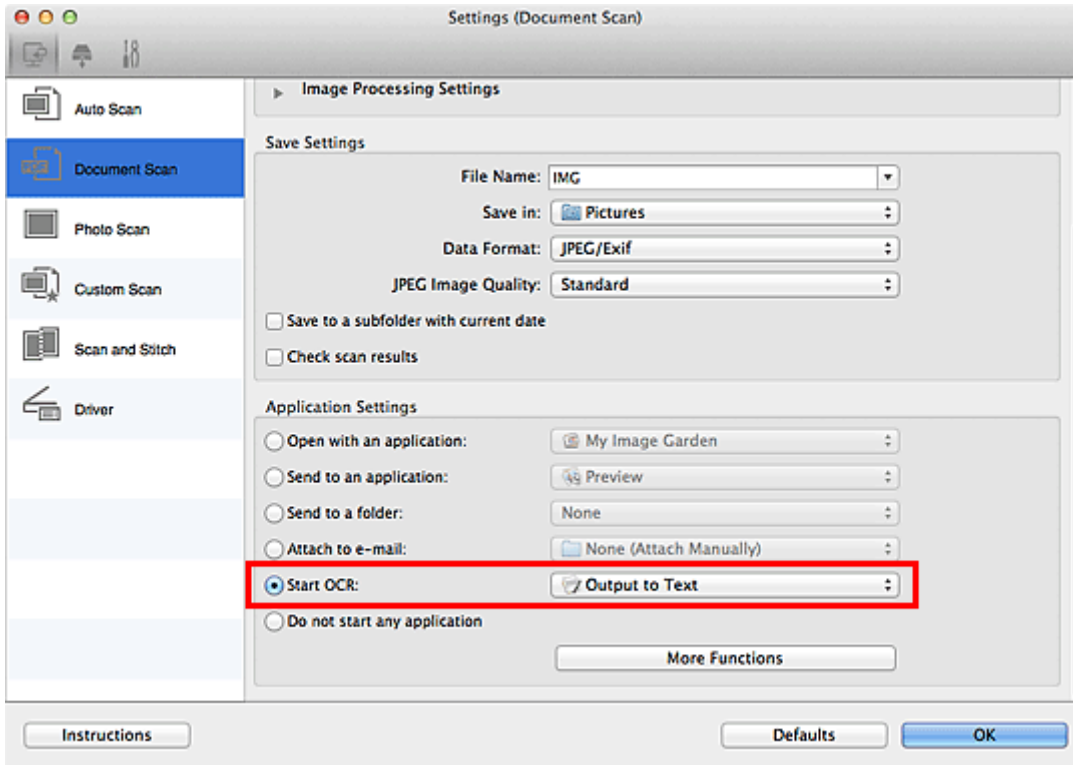 Settings (Document Scan)
Auto Scan
Document Scan
Photo Scan
Custom Scan
Scan and Stitch
Driver
Image Processing Settings
Save Settings
File Name: IMG
Save in: Pictures
Data Format: JPEG/Exif
JPEG Image Quality: Standard
Save to a subfolder with current date
Check scan results
Application Settings
Open with an application: My Image Garden
Send to an application: Preview
Send to a folder: None
Attach to e-mail: None (Attach Manually)
Start OCR: Output to Text
Do not start any application
More Functions
Instructions Defaults OK